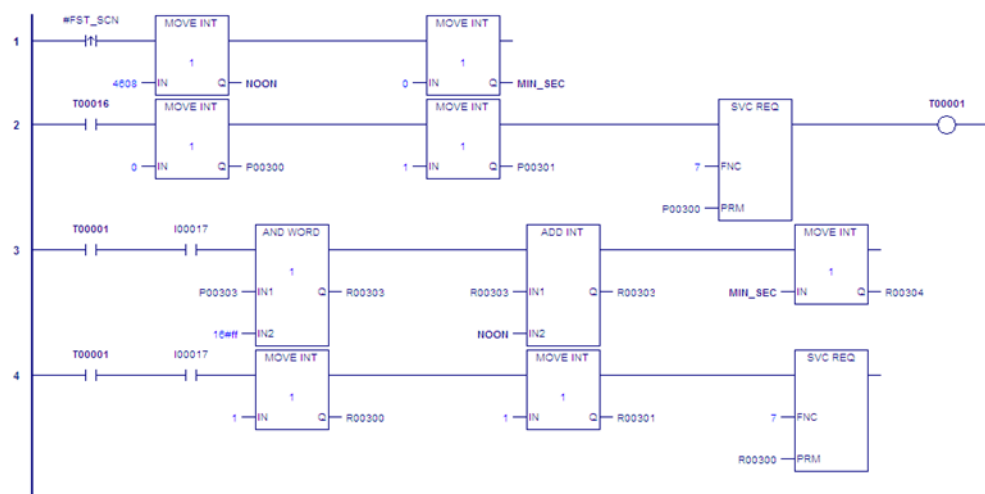 #FST_SCN
MOVE INT
MOVE INT
1
1
1
4608 IN Q NOON
0 IN Q MIN_SEC
T00016
MOVE INT
MOVE INT
SVC REQ
T00001
2
1
1
0 IN Q P00300
1 IN Q P00301
7 FNC
P00300 PRM
T00001
I00017
AND WORD
ADD INT
MOVE INT
3
1
1
P00303 IN1 Q R00303
R00303 IN1 Q R00303
MIN_SEC IN Q R00304
16#ff IN2
NOON IN2
T00001
I00017
MOVE INT
MOVE INT
SVC REQ
4
1
1
1 IN Q R00300
1 IN Q R00301
7 FNC
R00300 PRM